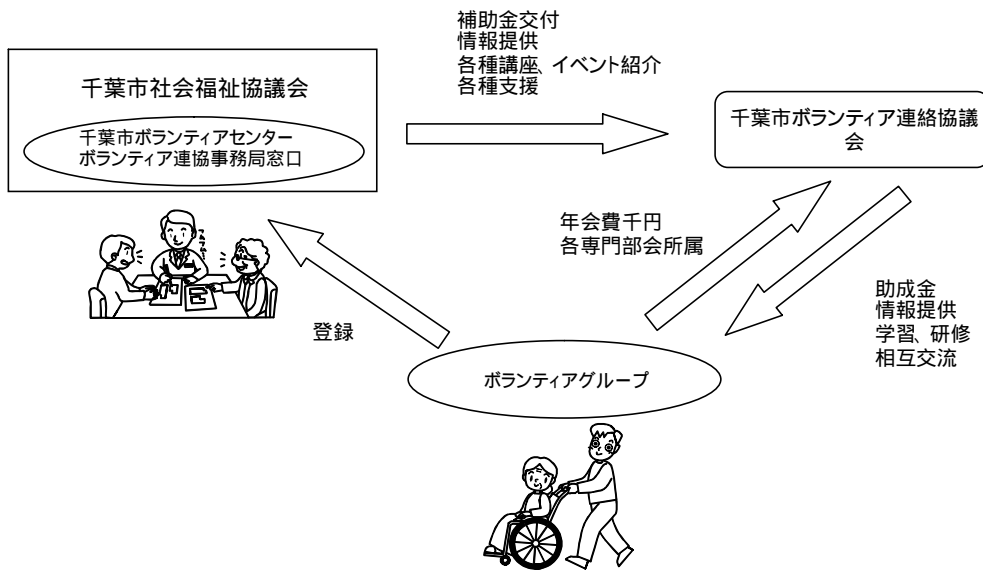 補助金交付
情報提供
各種講座、イベント紹介
各種支援
千葉市社会福祉協議会
千葉市ボランティアセンター
ボランティア連協事務局窓口
千葉市ボランティア連絡協議
会
年会費千円
各専門部会所属
助成金
情報提供
学習、研修
相互交流
登録
ボランティアグループ